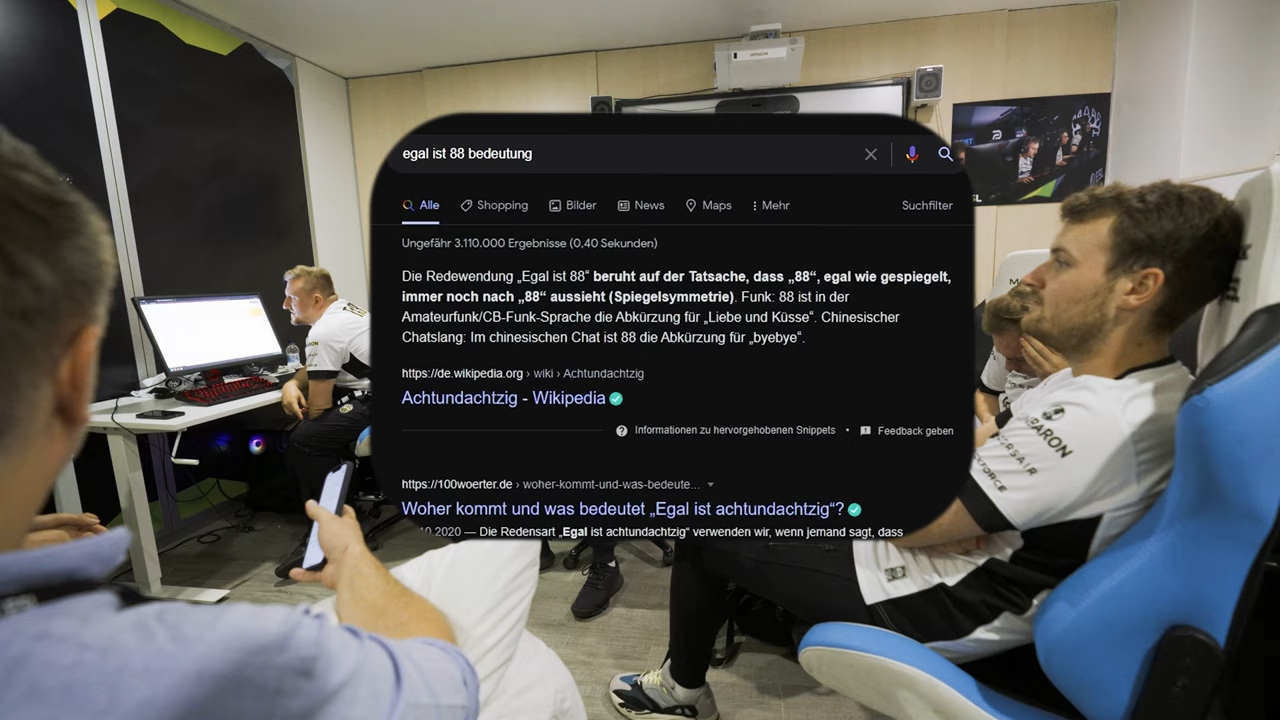 HITACHI
egal ist 88 bedeutung
Alle Shopping Bilder News Maps Mehr Suchfilter
Ungefähr 3.110.000 Ergebnisse (0,40 Sekunden)
Die Redewendung „Egal ist 88“ beruht auf der Tatsache, dass „88“, egal wie gespiegelt,
immer noch nach „88“ aussieht (Spiegelsymmetrie). Funk: 88 ist in der
Amateurfunk/CB-Funk-Sprache die Abkürzung für „Liebe und Küsse“. Chinesischer
Chatslang: Im chinesischen Chat ist 88 die Abkürzung für „byebye“.
https://de.wikipedia.org › wiki › Achtundachtzig
Achtundachtzig - Wikipedia
Informationen zu hervorgehobenen Snippets • Feedback geben
https://100woerter.de › woher-kommt-und-was-bedeute...
Woher kommt und was bedeutet „Egal ist achtundachtzig“?
10.2020 — Die Redensart „Egal ist achtundachtzig“ verwenden wir, wenn jemand sagt, dass
CORSAIR